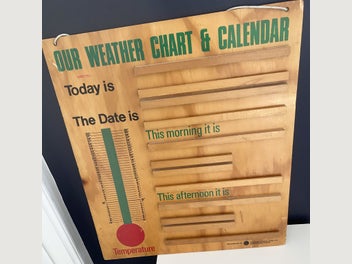 OUR WEATHER CHART & CALENDAR
Today is
The Date is
This morning it is
This afternoon it is
Temperature